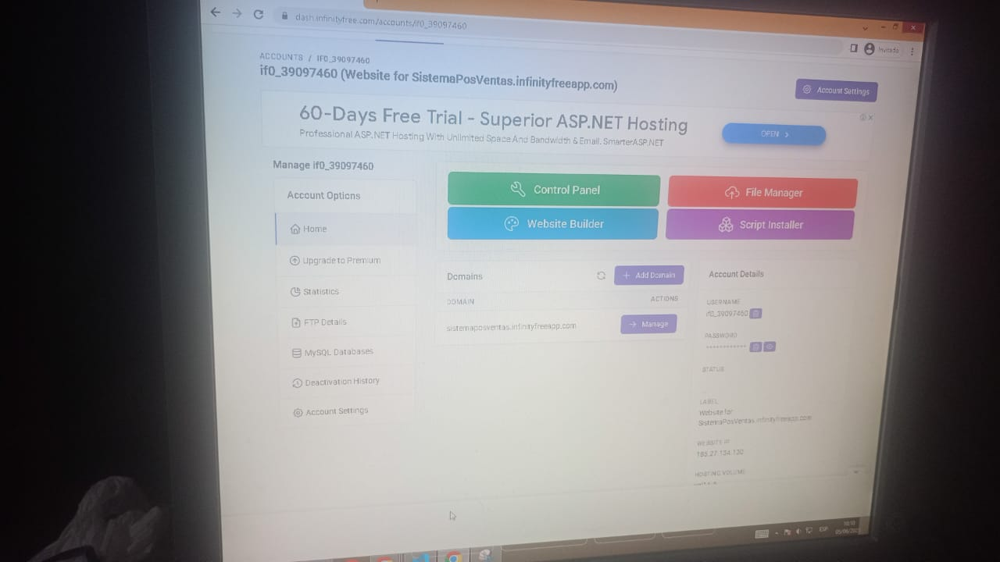 dash.infinityfree.com/accounts/if0_39097460
Invitado
ACCOUNTS / IF0_39097460
if0_39097460 (Website for SistemaPosVentas.infinityfreeapp.com)
Account Settings
60-Days Free Trial - Superior ASP.NET Hosting
Professional ASP.NET Hosting With Unlimited Space And Bandwidth & Email. SmarterASP.NET
OPEN
Manage if0_39097460
Account Options
Home
Upgrade to Premium
Statistics
FTP Details
MySQL Databases
Deactivation History
Account Settings
Control Panel
File Manager
Website Builder
Script Installer
Domains
Add Domain
DOMAIN
ACTIONS
sistemaposventas.infinityfreeapp.com
Manage
Account Details
USERNAME
if0_39097460
PASSWORD
************
STATUS
LABEL
Website for
SistemaPosVentas.infinityfreeapp.com
WEBSITE IP
185.27.134.130
HOSTING VOLUME
ESP